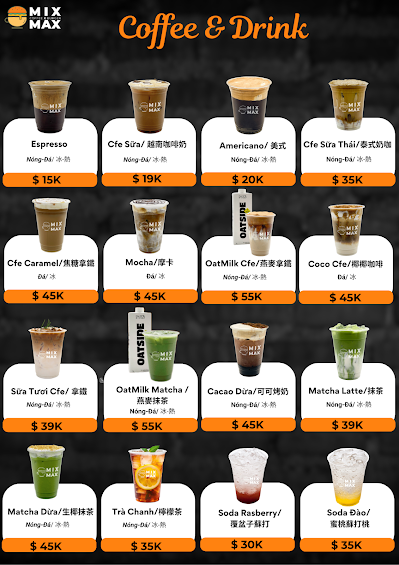 MIX
MAX
Coffee & Drink
Espresso
Nóng-Đá/ 冰-熱
$ 15K
Cfe Sữa/ 越南咖啡奶
Nóng-Đá/ 冰-熱
$ 19K
Americano/ 美式
Nóng-Đá/ 冰-熱
$ 20K
Cfe Sữa Thái/泰式奶咖
Nóng-Đá/ 冰-熱
$ 35K
Cfe Caramel/焦糖拿鐵
Đá/ 冰
$ 45K
Mocha/摩卡
Đá/ 冰
$ 45K
OATSIDE
OatMilk Cfe/燕麥拿鐵
Nóng-Đá/ 冰-熱
$ 55K
Coco Cfe/椰椰咖啡
Đá/ 冰
$ 45K
Sữa Tươi Cfe/ 拿鐵
Nóng-Đá/ 冰-熱
$ 39K
OATSIDE
OatMilk Matcha /
燕麥抹茶
Nóng-Đá/ 冰-熱
$ 55K
Cacao Dừa/可可烤奶
Nóng-Đá/ 冰-熱
$ 45K
Matcha Latte/抹茶
Nóng-Đá/ 冰-熱
$ 39K
Matcha Dừa/生椰抹茶
Nóng-Đá/ 冰-熱
$ 45K
Trà Chanh/檸檬茶
Nóng-Đá/ 冰-熱
$ 35K
Soda Rasberry/
覆盆子蘇打
$ 30K
Soda Đào/
蜜桃蘇打桃
$ 35K